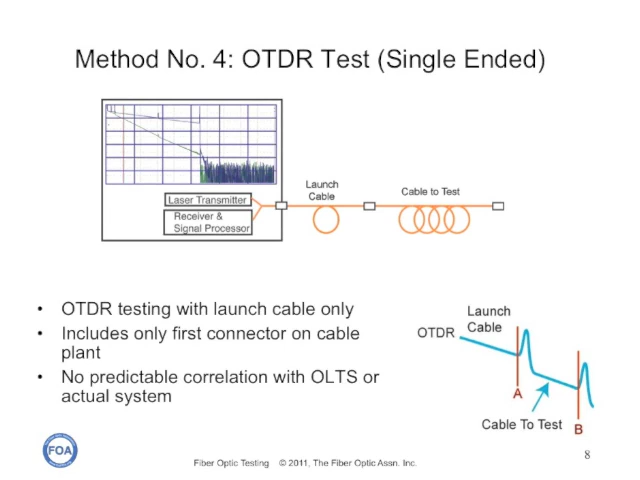 Method No. 4: OTDR Test (Single Ended)
Launch
Cable
Cable to Test
Laser Transmitter
Receiver &
Signal Processor
• OTDR testing with launch cable only
• Includes only first connector on cable
plant
• No predictable correlation with OLTS or
actual system
Launch
Cable
OTDR
A
Cable To Test
B
FOA
Fiber Optic Testing © 2011, The Fiber Optic Assn. Inc.
8